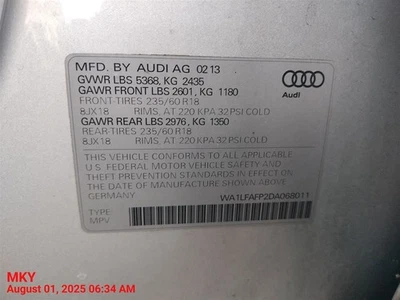 MFD. BY AUDI AG 02 13
GVWR LBS 5368, KG 2435
GAWR FRONT LBS 2601, KG 1180
FRONT-TIRES 235/60 R18
8JX18 RIMS, AT 220 KPA 32 PSI COLD
GAWR REAR LBS 2976, KG 1350
REAR-TIRES 235/60 R18
8JX18 RIMS, AT 220 KPA 32 PSI COLD
Audi
THIS VEHICLE CONFORMS TO ALL APPLICABLE
U.S. FEDERAL MOTOR VEHICLE SAFETY AND
THEFT PREVENTION STANDARDS IN EFFECT
ON THE DATE OF MANUFACTURE SHOWN ABOVE.
GERMANY WA1LFAFP2DA068011
TYPE
MPV
MKY
August 01, 2025 06:34 AM